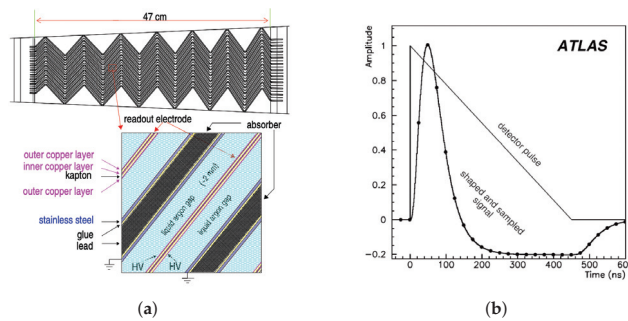 47 cm
readout electrode
absorber
outer copper layer
inner copper layer
kapton
outer copper layer
stainless steel
glue
lead
liquid argon gap
(~2 mm)
liquid argon gap
HV
HV
(a)
Amplitude
ATLAS
1
0.8
0.6
0.4
0.2
0
−0.2
detector pulse
shaped and sampled
signal
0 100 200 300 400 500 600
Time (ns)
(b)